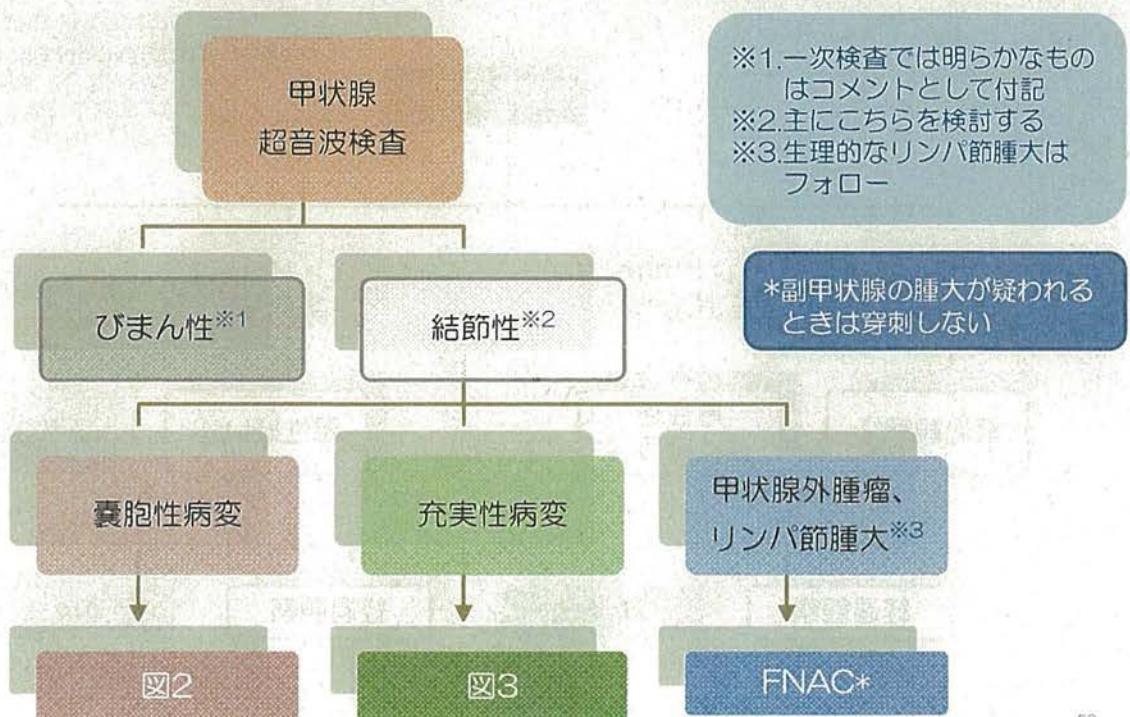 甲状腺
超音波検査
※1.一次検査では明らかなもの
はコメントとして付記
※2.主にこちらを検討する
※3.生理的なリンパ節腫大は
フォロー
*副甲状腺の腫大が疑われる
ときは穿刺しない
びまん性※1
結節性※2
嚢胞性病変
充実性病変
甲状腺外腫瘤、
リンパ節腫大※3
図2
図3
FNAC*